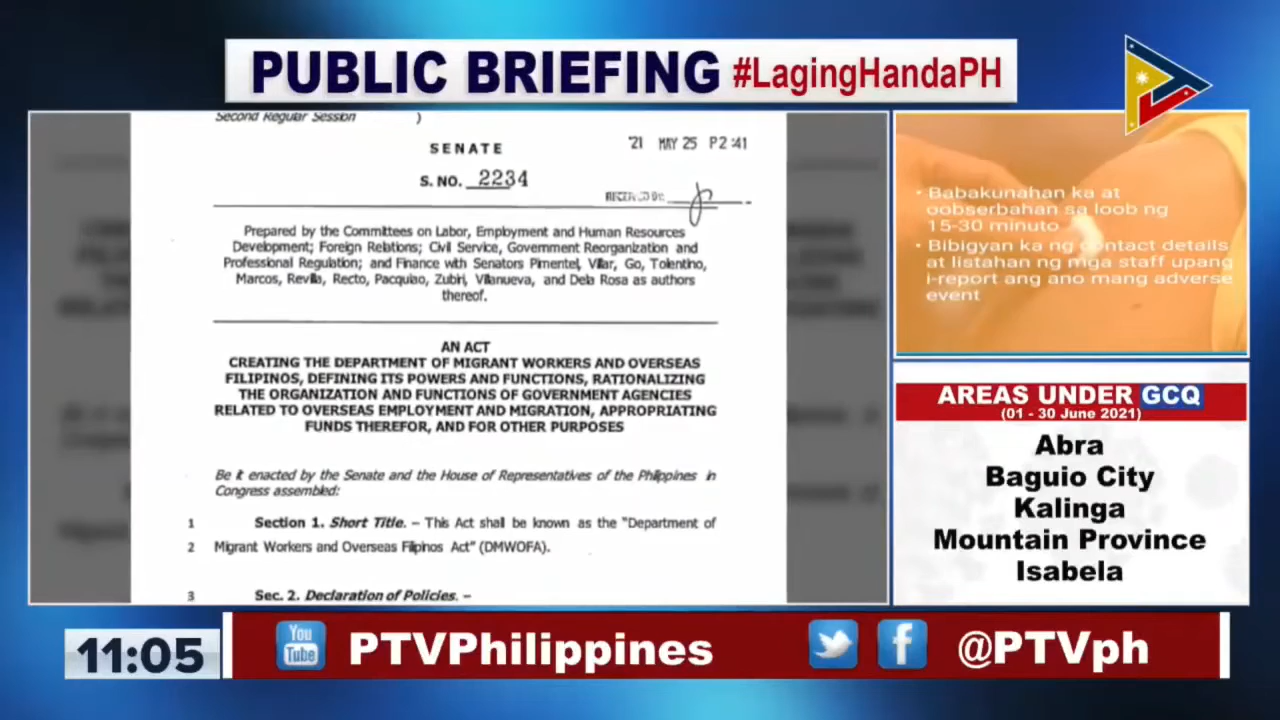 PUBLIC BRIEFING #LagingHandaPH
Second Regular Session )
SENATE
'21 MAY 25 P2:41
S. NO. 2234
RECEIVED BY:
Prepared by the Committees on Labor, Employment and Human Resources
Development; Foreign Relations; Civil Service, Government Reorganization and
Professional Regulation; and Finance with Senators Pimentel, Villar, Go, Tolentino,
Marcos, Revilla, Recto, Pacquiao, Zubiri, Villanueva, and Dela Rosa as authors
thereof.
AN ACT
CREATING THE DEPARTMENT OF MIGRANT WORKERS AND OVERSEAS
FILIPINOS, DEFINING ITS POWERS AND FUNCTIONS, RATIONALIZING
THE ORGANIZATION AND FUNCTIONS OF GOVERNMENT AGENCIES
RELATED TO OVERSEAS EMPLOYMENT AND MIGRATION, APPROPRIATING
FUNDS THEREFOR, AND FOR OTHER PURPOSES
Be it enacted by the Senate and the House of Representatives of the Philippines in
Congress assembled:
1 Section 1. Short Title. – This Act shall be known as the "Department of
2 Migrant Workers and Overseas Filipinos Act" (DMWOFA).
3 Sec. 2. Declaration of Policies. –
• Babakunahan ka at
oobserbahan sa loob ng
15-30 minuto
• Bibigyan ka ng contact details
at listahan ng mga staff upang
i-report ang ano mang adverse
event
AREAS UNDER GCQ
(01 - 30 June 2021)
Abra
Baguio City
Kalinga
Mountain Province
Isabela
11:05
You
Tube
PTVPhilippines
@PTVph